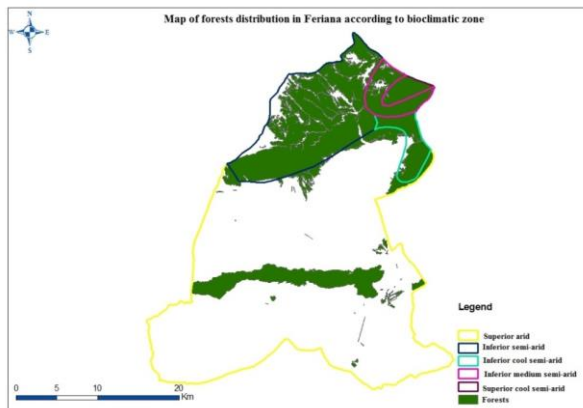 Map of forests distribution in Feriana according to bioclimatic zone
N
W E
S
Legend
Superior arid
Inferior semi-arid
Inferior cool semi-arid
Inferior medium semi-arid
Superior cool semi-arid
Forests
0 5 10 20
Km